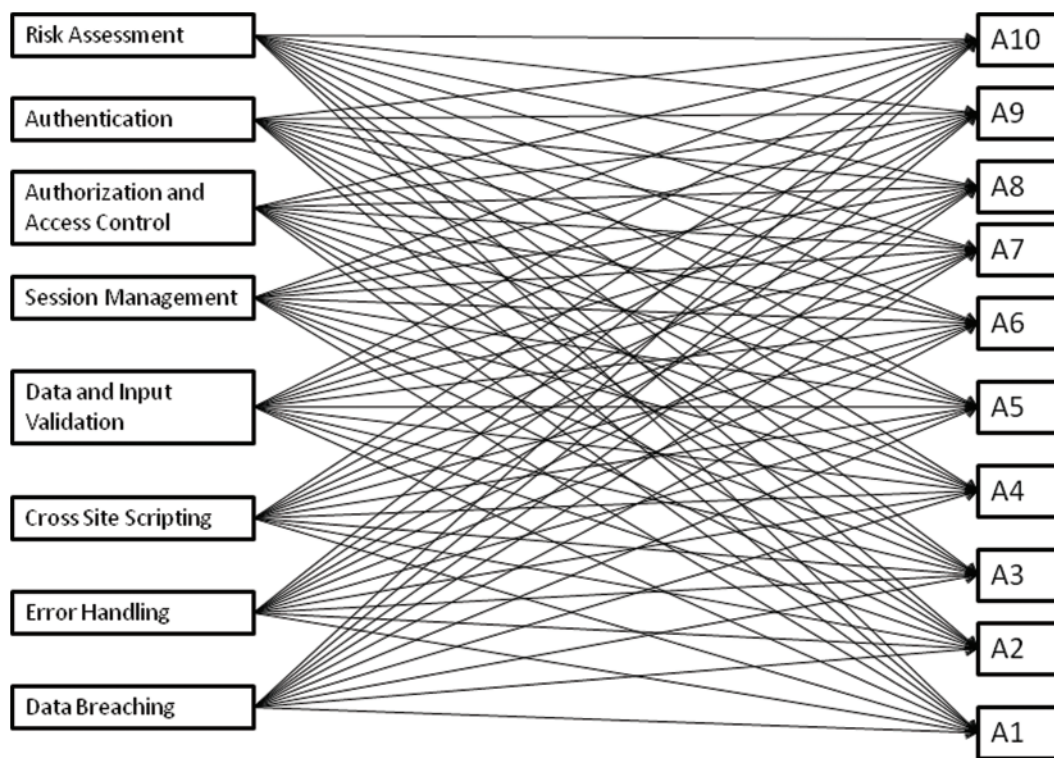 Risk Assessment
Authentication
Authorization and
Access Control
Session Management
Data and Input
Validation
Cross Site Scripting
Error Handling
Data Breaching
A10
A9
A8
A7
A6
A5
A4
A3
A2
A1